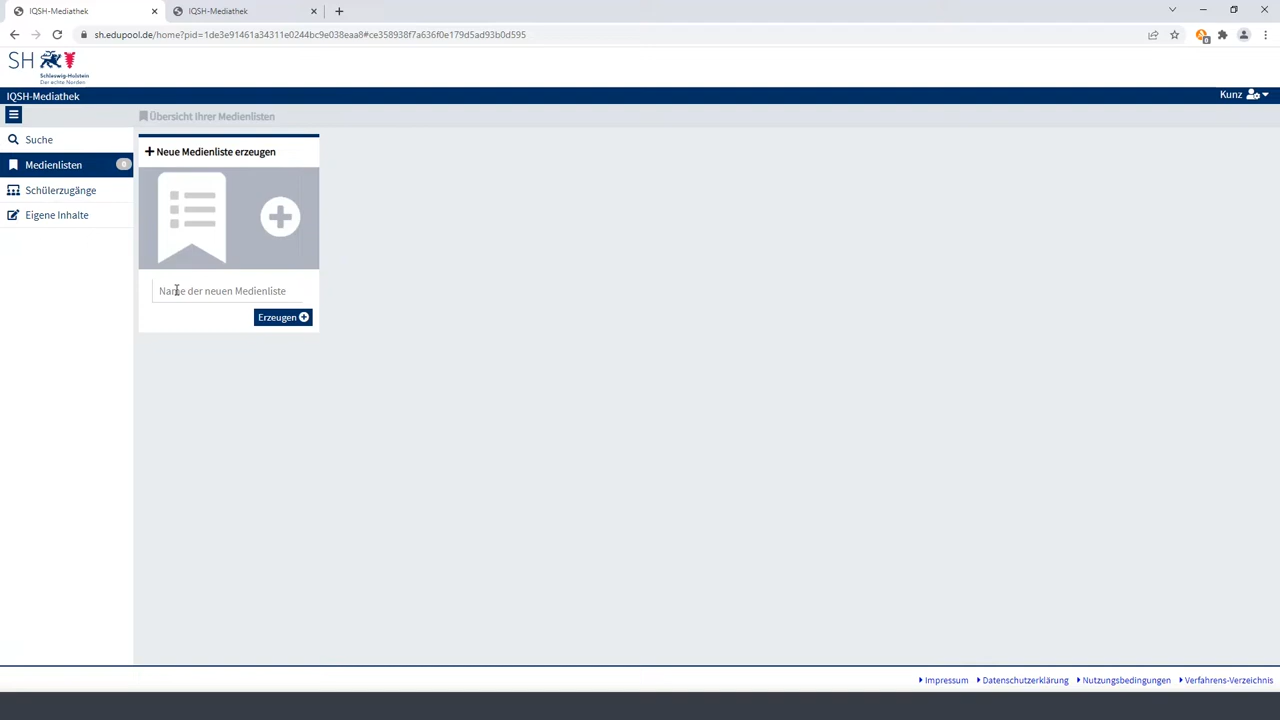 IQSH-Mediathek
IQSH-Mediathek
sh.edupool.de/home?pid=1de3e91461a34311e0244bc9e038eaa8#ce358938f7a636f0e179d5ad93b0d595
SH
Schleswig-Holstein
Der echte Norden
IQSH-Mediathek
Kunz
Übersicht Ihrer Medienlisten
Suche
Medienlisten
0
Schülerzugänge
Eigene Inhalte
Neue Medienliste erzeugen
Name der neuen Medienliste
Erzeugen
Impressum
Datenschutzerklärung
Nutzungsbedingungen
Verfahrens-Verzeichnis